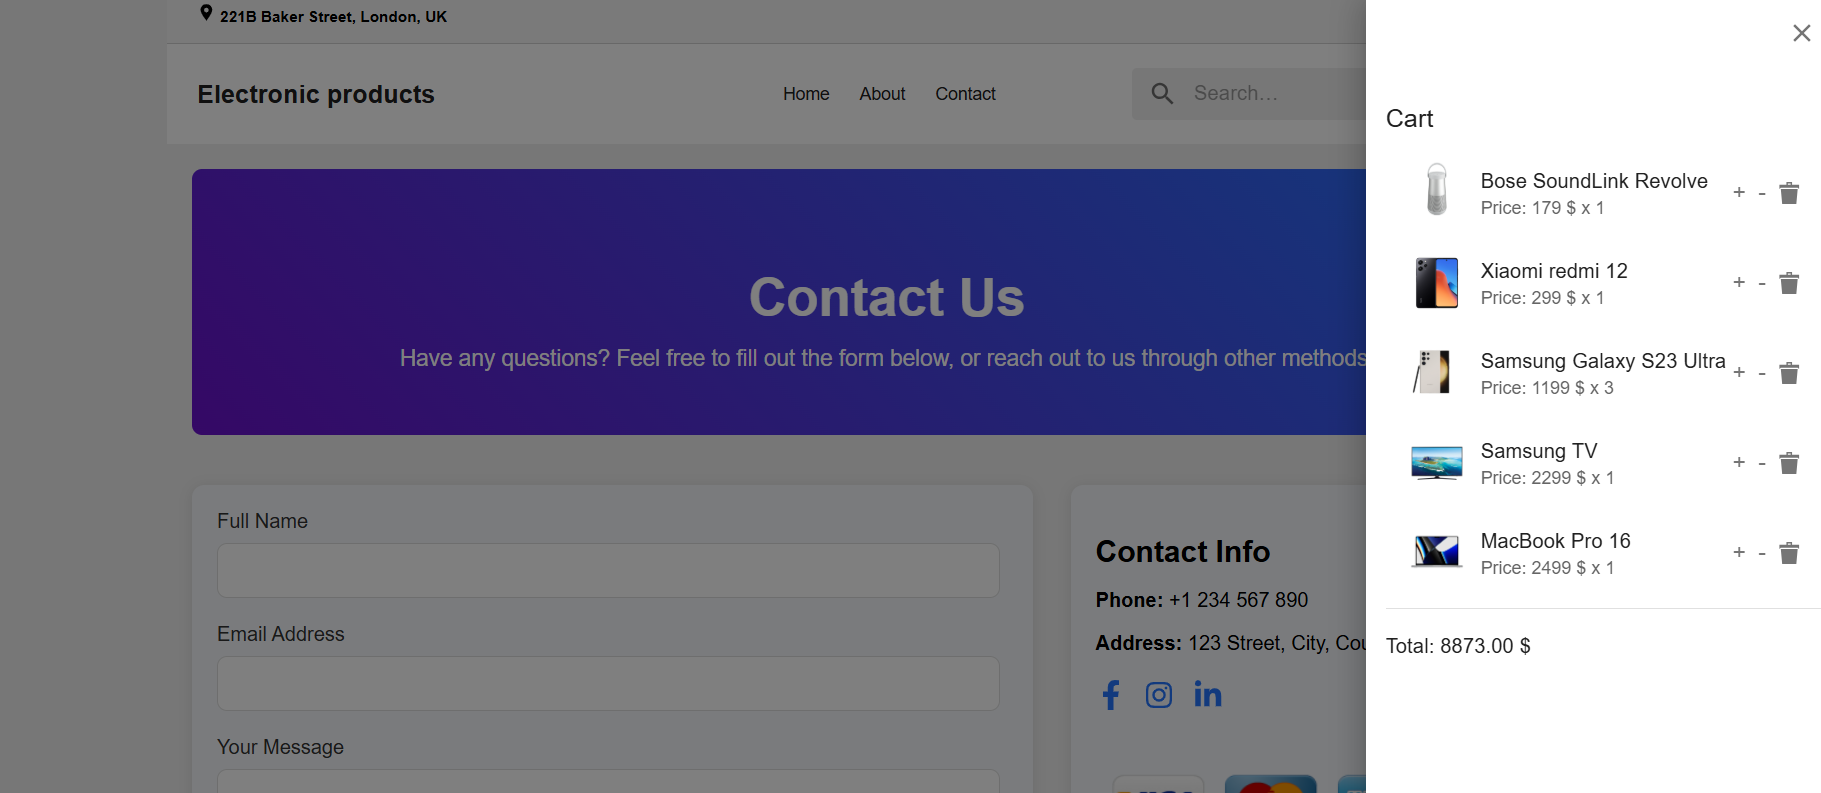 221B Baker Street, London, UK
Electronic products
Home About Contact
Search...
Contact Us
Have any questions? Feel free to fill out the form below, or reach out to us through other methods
Full Name
Email Address
Your Message
Contact Info
Phone: +1 234 567 890
Address: 123 Street, City, Cou
Cart
Bose SoundLink Revolve + -
Price: 179 $ x 1
Xiaomi redmi 12 + -
Price: 299 $ x 1
Samsung Galaxy S23 Ultra + -
Price: 1199 $ x 3
Samsung TV + -
Price: 2299 $ x 1
MacBook Pro 16 + -
Price: 2499 $ x 1
Total: 8873.00 $